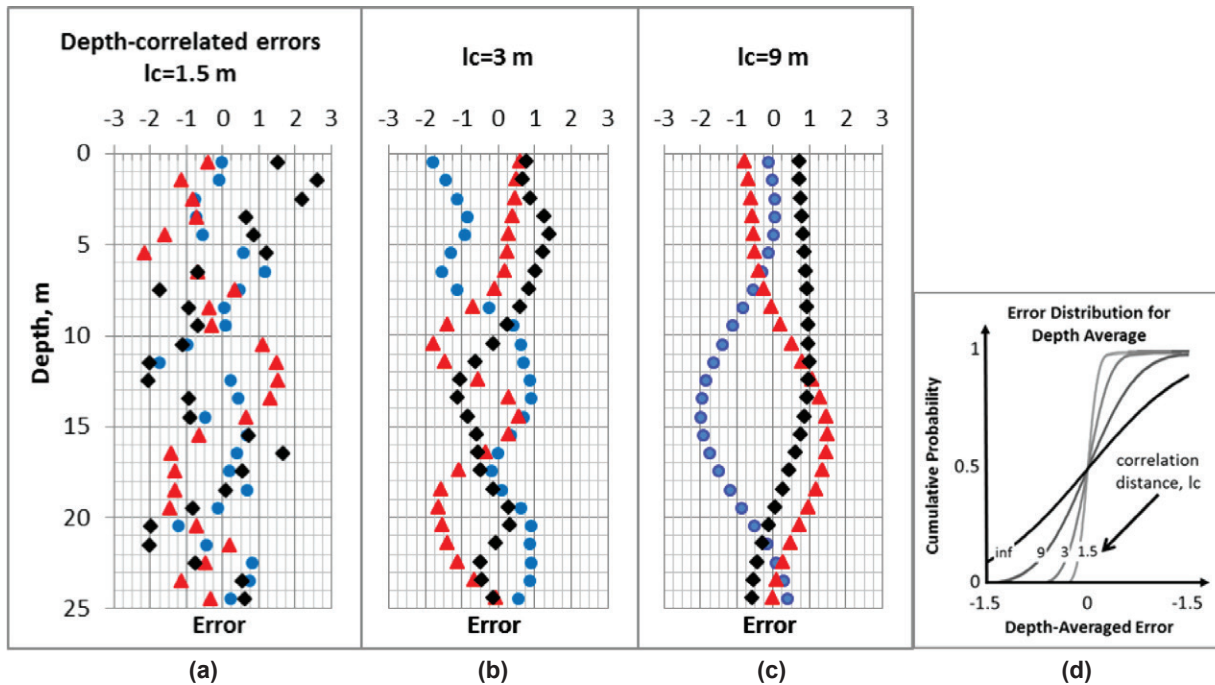 Depth-correlated errors
lc=1.5 m
-3 -2 -1 0 1 2 3
0
5
10
15
20
25
Depth, m
Error
(a)
lc=3 m
-3 -2 -1 0 1 2 3
Error
(b)
lc=9 m
-3 -2 -1 0 1 2 3
Error
(c)
Error Distribution for
Depth Average
1
0.5
0
Cumulative Probability
correlation
distance, lc
inf 9 3 1.5
-1.5 0 -1.5
Depth-Averaged Error
(d)